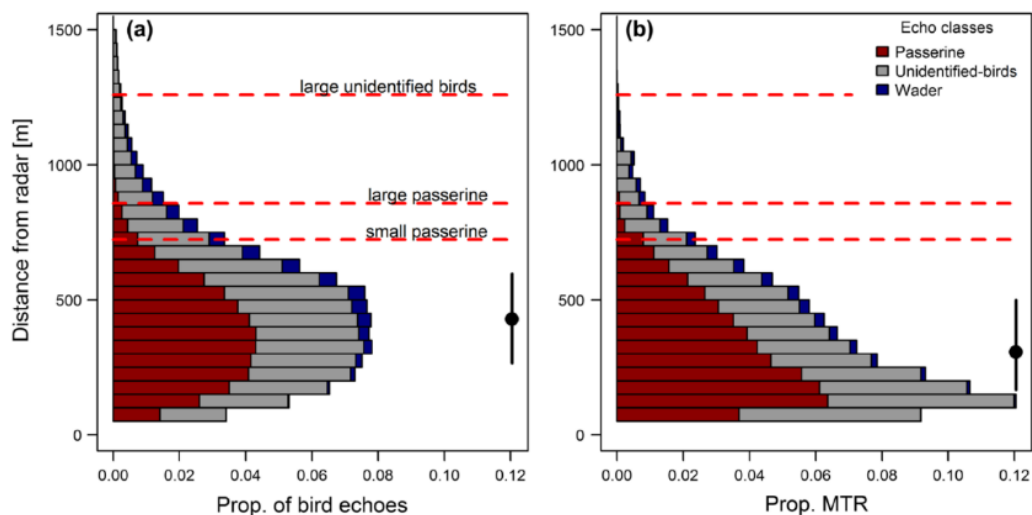 (a)
1500
1000
500
0
Distance from radar [m]
large unidentified birds
large passerine
small passerine
0.00 0.02 0.04 0.06 0.08 0.10 0.12
Prop. of bird echoes
(b)
Echo classes
Passerine
Unidentified-birds
Wader
1500
1000
500
0
0.00 0.02 0.04 0.06 0.08 0.10 0.12
Prop. MTR